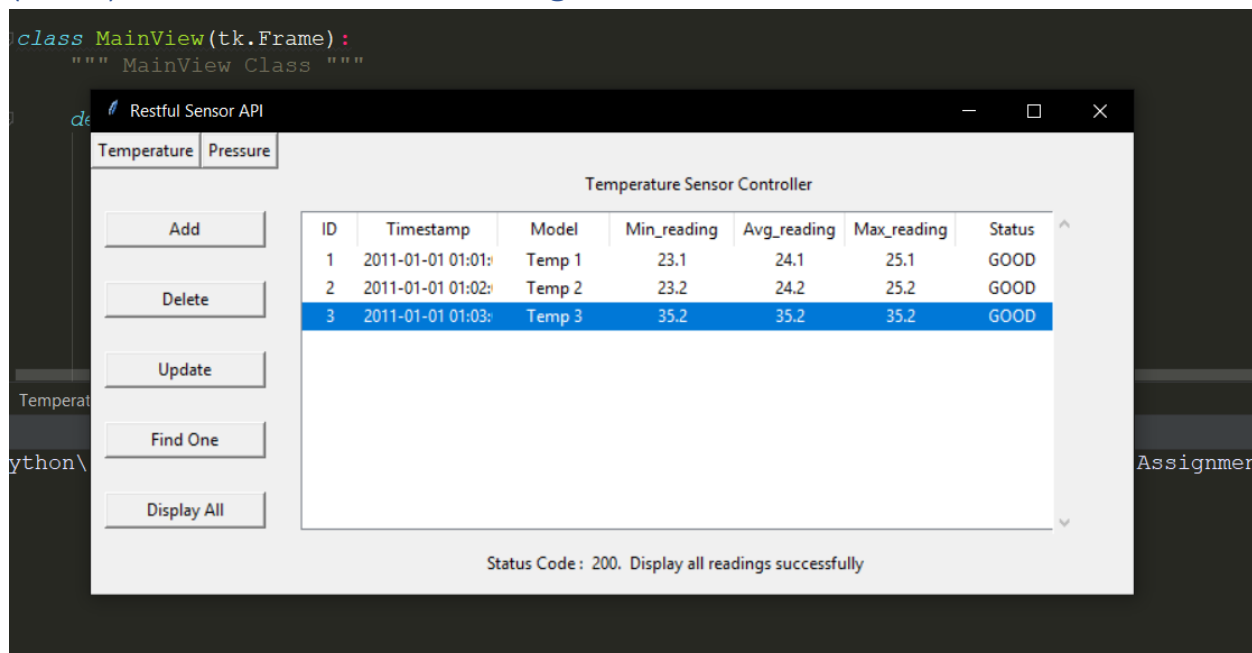 class MainView(tk.Frame):
""" MainView Class """
de
Restful Sensor API
Temperature Pressure
Temperature Sensor Controller
Add
Delete
Update
Find One
Display All
ID Timestamp Model Min_reading Avg_reading Max_reading Status
1 2011-01-01 01:01: Temp 1 23.1 24.1 25.1 GOOD
2 2011-01-01 01:02: Temp 2 23.2 24.2 25.2 GOOD
3 2011-01-01 01:03: Temp 3 35.2 35.2 35.2 GOOD
Status Code : 200. Display all readings successfully
Temperat
ython\ Assignmer